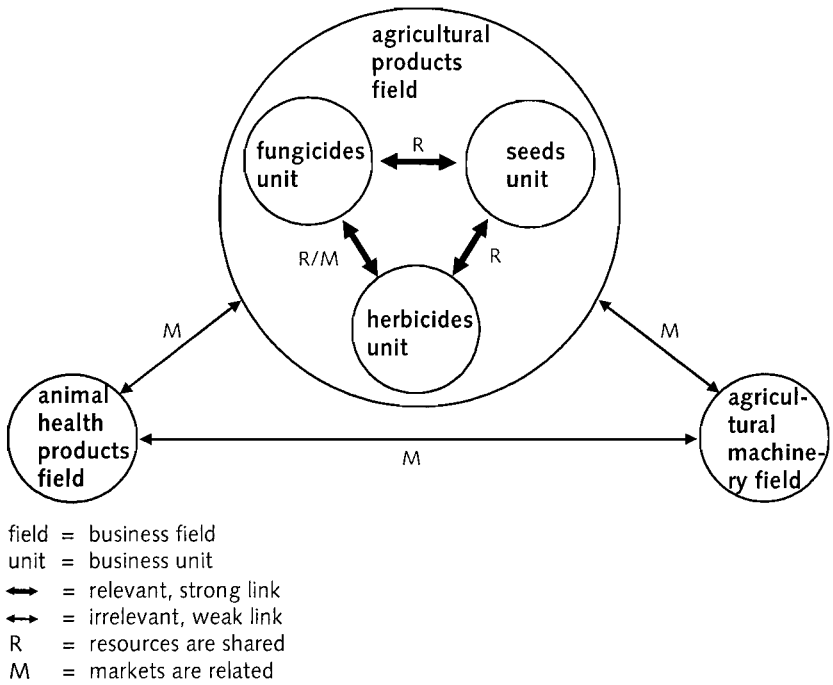 agricultural
products
field
fungicides
unit
R
seeds
unit
R/M
R
herbicides
unit
M
M
animal
health
products
field
M
agricul-
tural
machine-
ry field
field = business field
unit = business unit
= relevant, strong link
= irrelevant, weak link
R = resources are shared
M = markets are related